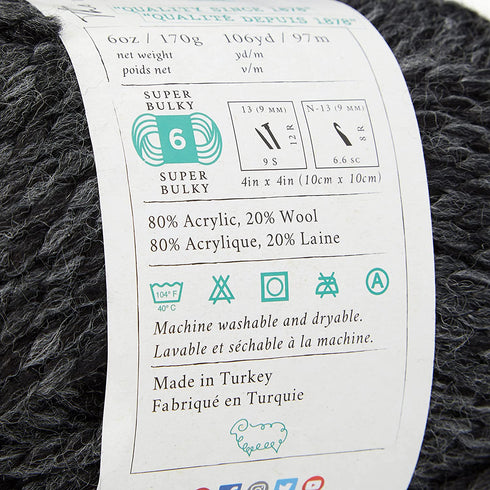 "QUALITY SINCE 1878"
"QUALITÉ DEPUIS 1878"
6oz / 170g 106yd / 97m
net weight yd/m
poids net v/m
SUPER
BULKY
6
SUPER
BULKY
13 (9 MM)
12 R
9 S
N-13 (9 MM)
8 R
6.6 SC
4in x 4in (10cm x 10cm)
80% Acrylic, 20% Wool
80% Acrylique, 20% Laine
104° F
40° C
A
Machine washable and dryable.
Lavable et séchable à la machine.
Made in Turkey
Fabriqué en Turquie